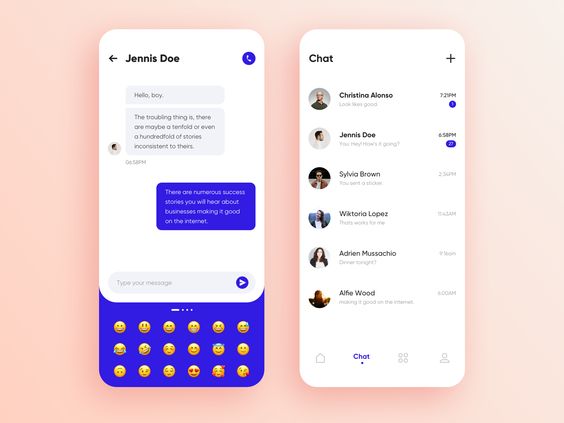 Jennis Doe
Hello, boy.
The troubling thing is, there
are maybe a tenfold or even
a hundredfold of stories
inconsistent to theirs.
06:58PM
There are numerous success
stories you will hear about
businesses making it good
on the internet.
Type your message
Chat
Christina Alonso
7:21PM
Look likes good
1
Jennis Doe
6:58PM
You: Hey! How's it going?
27
Sylvia Brown
2:34PM
You sent a sticker
Wiktoria Lopez
11:43AM
Thats works for me
Adrien Mussachio
9:16am
Dinner tonight?
Alfie Wood
6:00AM
making it good on the internet.
Chat